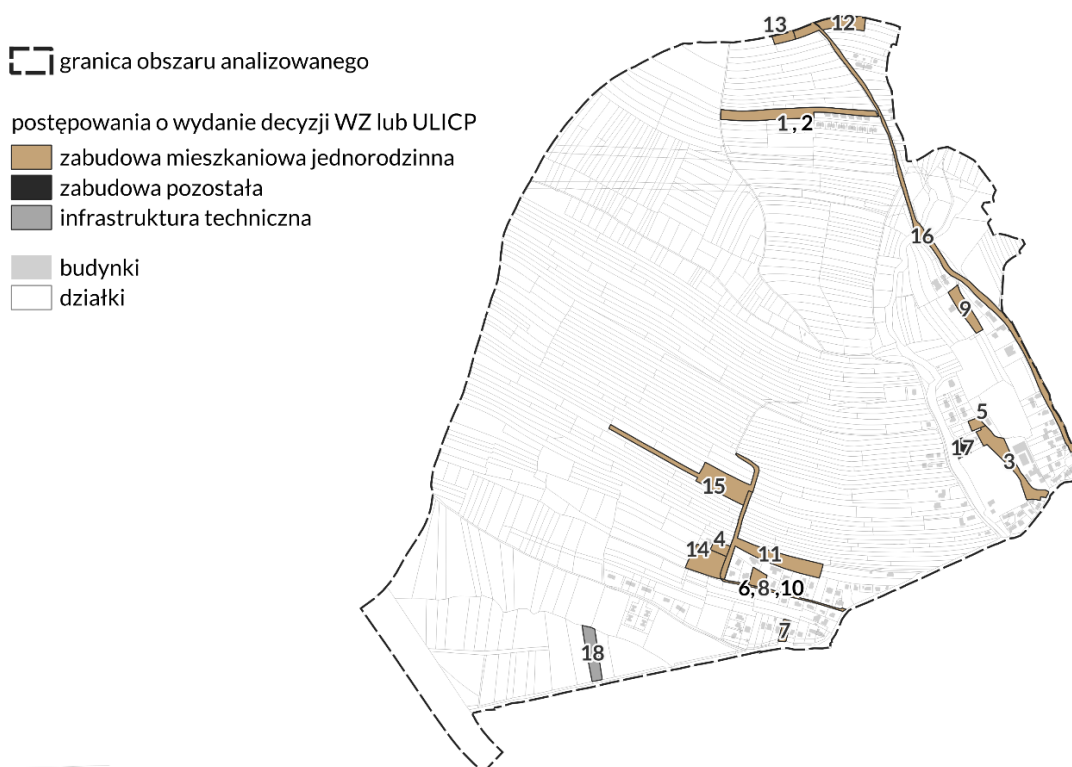 granica obszaru analizowanego
postępowania o wydanie decyzji WZ lub ULICP
zabudowa mieszkaniowa jednorodzinna
zabudowa pozostała
infrastruktura techniczna
budynki
działki
13
12
1, 2
16
9
5
17
3
15
4
14
11
6, 8, 10
7
18